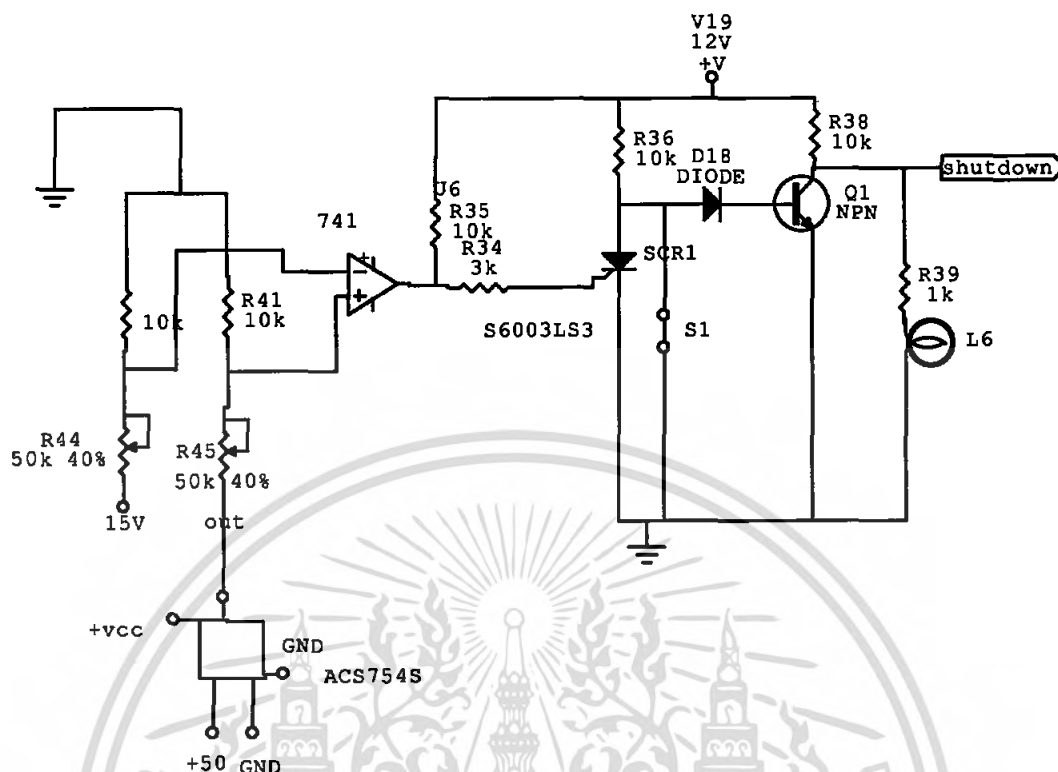 V19
12V
+V
R38
10k
shutdown
R36
10k
D18
DIODE
Q1
NPN
U6
R35
10k
R34
3k
741
+
-
+
SCR1
R39
1k
S6003LS3
S1
L6
10k
R41
10k
R44
50k 40%
R45
50k 40%
15V
out
+vcc
GND
ACS754S
+50
GND